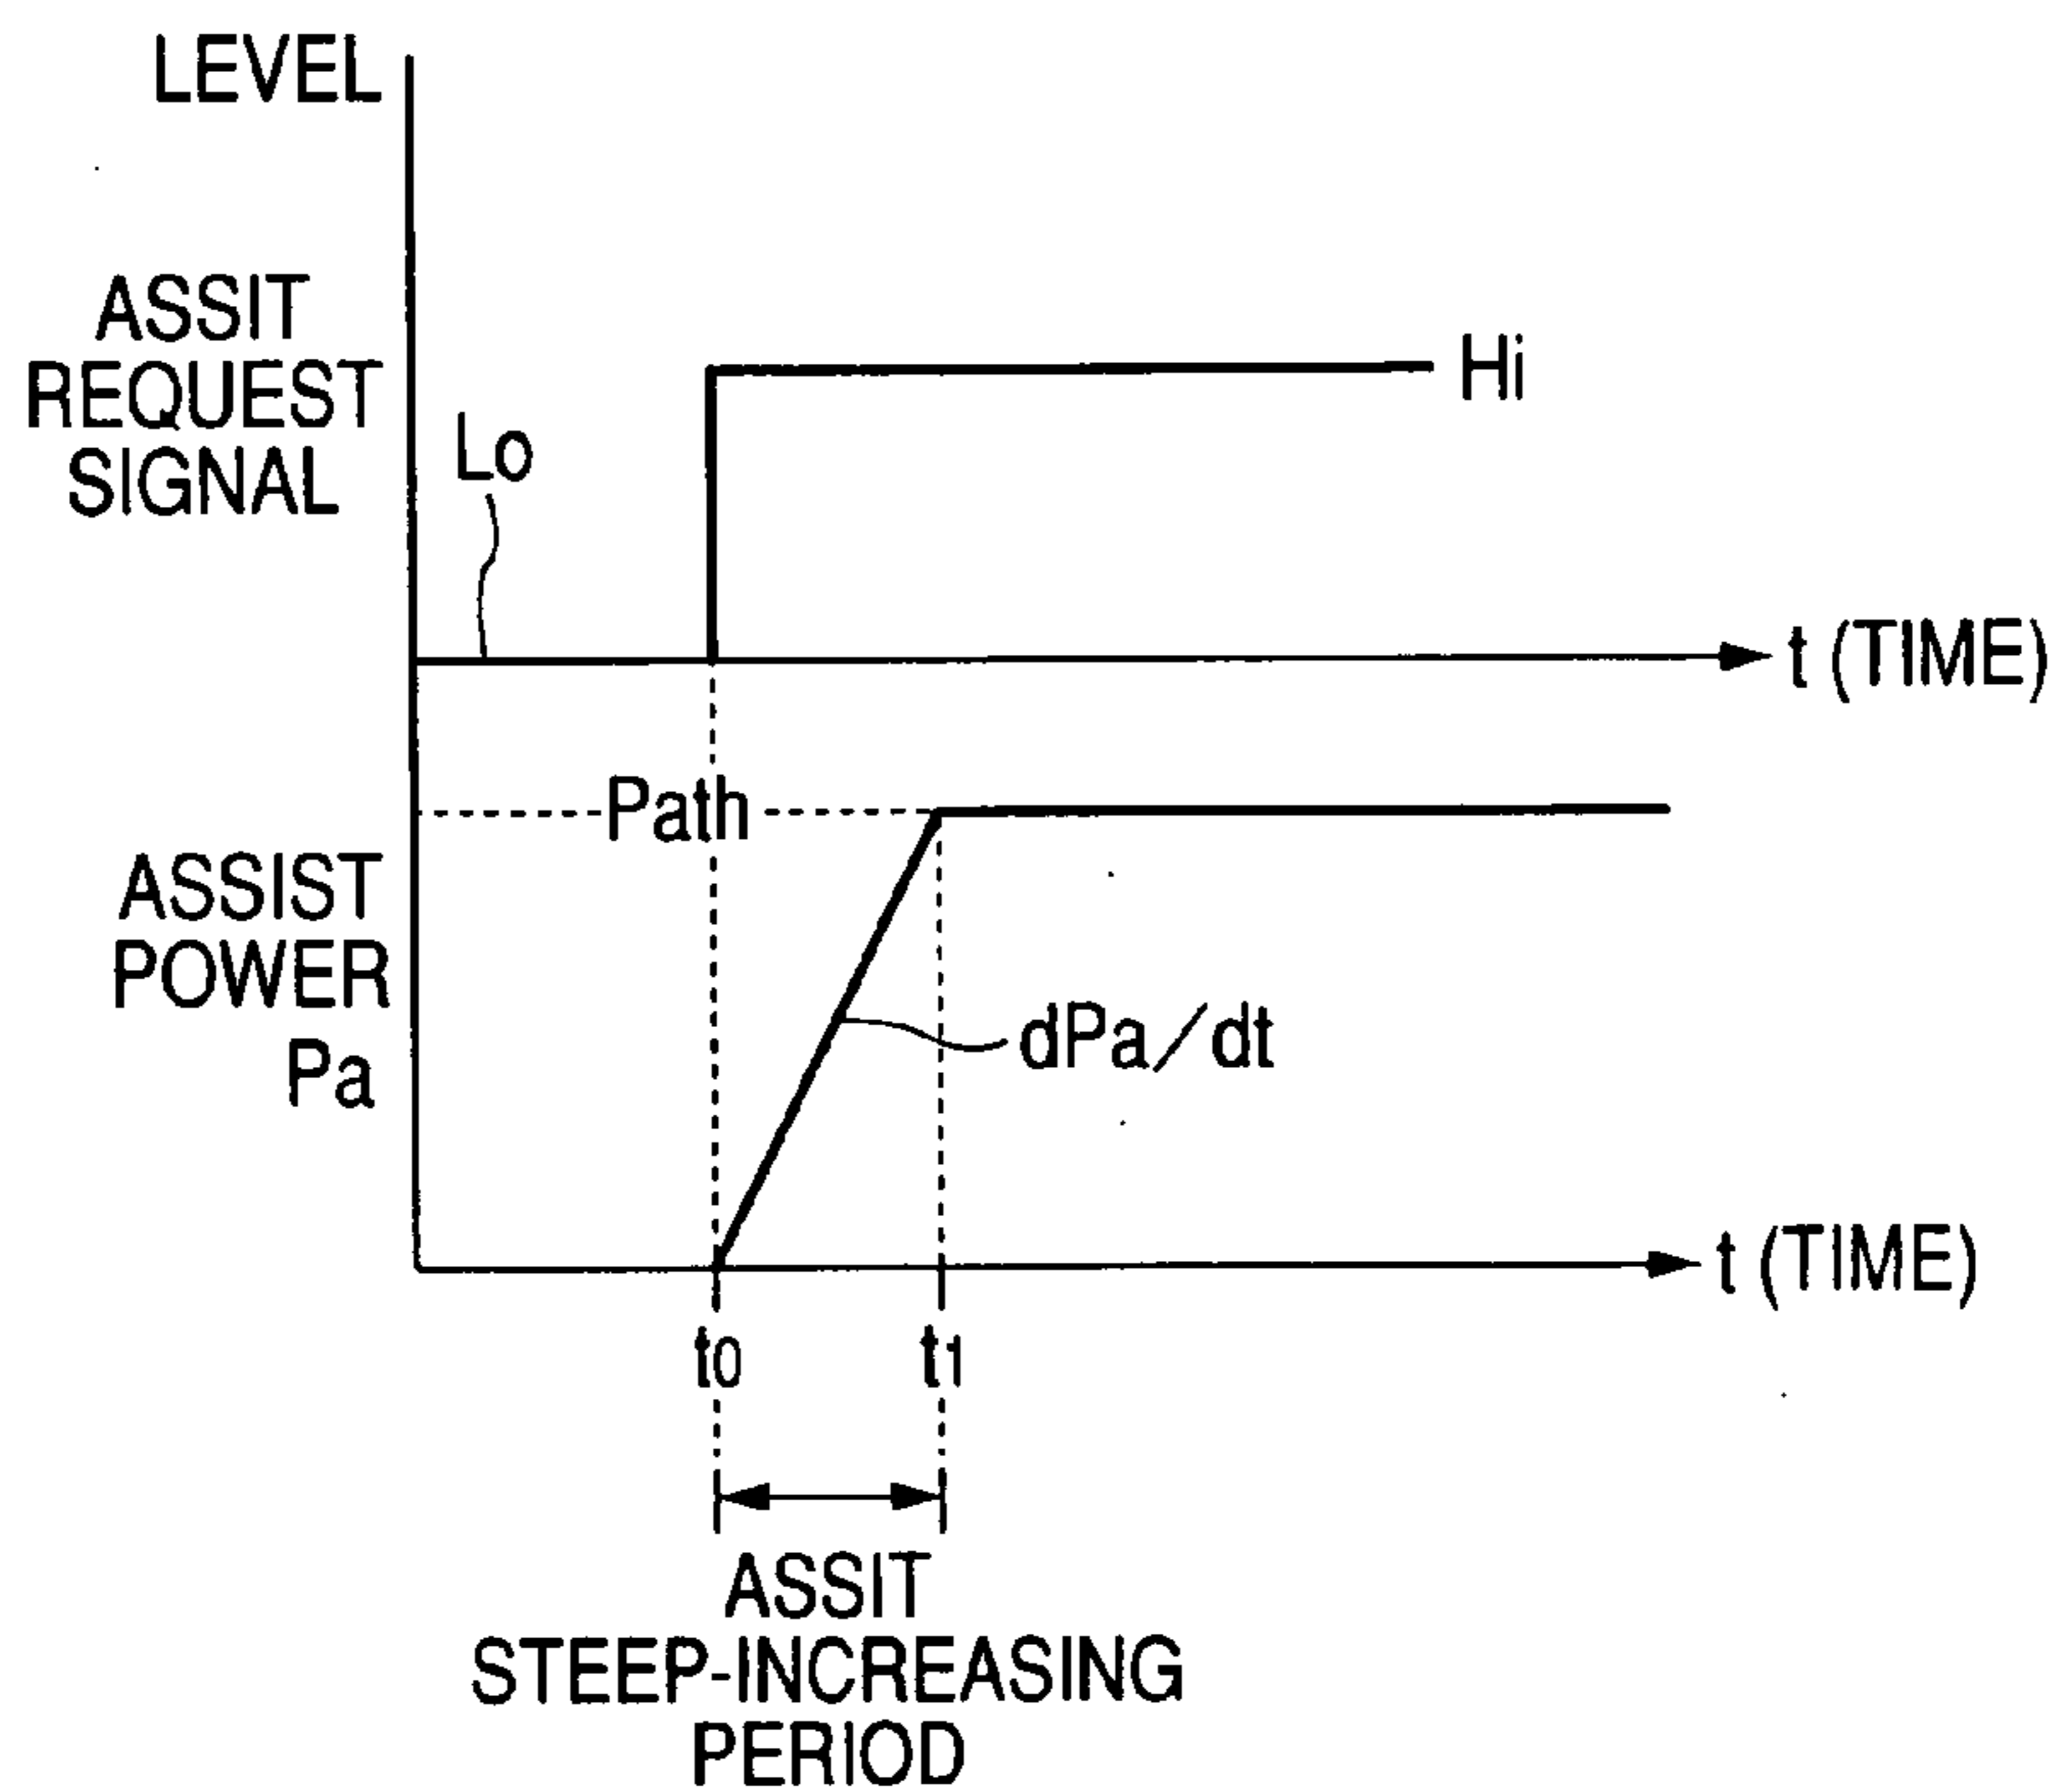 LEVEL
ASSIT
REQUEST
SIGNAL
Hi
Lo
t (TIME)
Path
ASSIST
POWER
Pa
dPa/dt
t (TIME)
t0
t1
ASSIT
STEEP-INCREASING
PERIOD